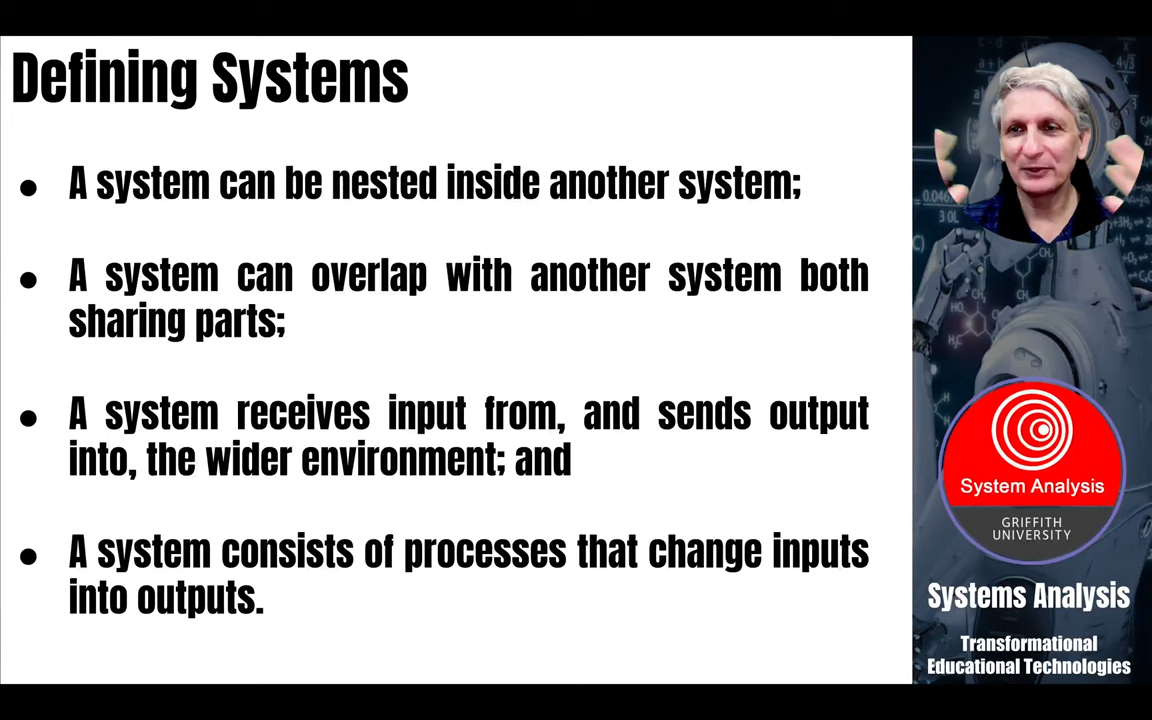 Defining Systems
● A system can be nested inside another system;
● A system can overlap with another system both
sharing parts;
● A system receives input from, and sends output
into, the wider environment; and
● A system consists of processes that change inputs
into outputs.
System Analysis
GRIFFITH
UNIVERSITY
Systems Analysis
Transformational
Educational Technologies